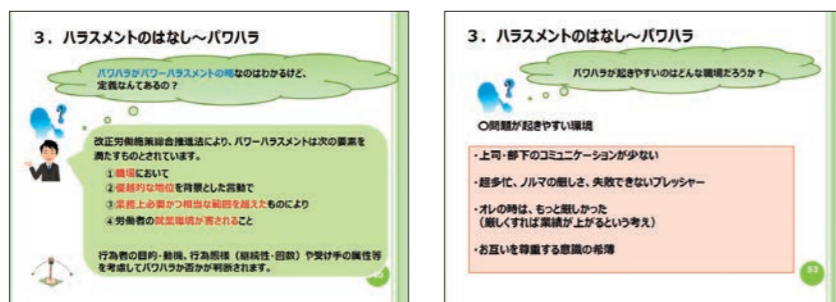 3．ハラスメントのはなし～パワハラ
パワハラがパワーハラスメントの略なのはわかるけど、
定義なんてあるの？
改正労働施策総合推進法により、パワーハラスメントは次の要素を
満たすものとされています。
①職場において
②優越的な地位を背景とした言動で
③業務上必要かつ相当な範囲を超えたものにより
④労働者の就業環境が害されること
行為者の目的・動機、行為態様（継続性・回数）や受け手の属性等
を考慮してパワハラか否かが判断されます。
3．ハラスメントのはなし～パワハラ
パワハラが起きやすいのはどんな職場だろうか？
〇問題が起きやすい環境
・上司・部下のコミュニケーションが少ない
・超多忙、ノルマの厳しさ、失敗できないプレッシャー
・オレの時は、もっと厳しかった
（厳しくすれば業績が上がるという考え）
・お互いを尊重する意識の希薄
53